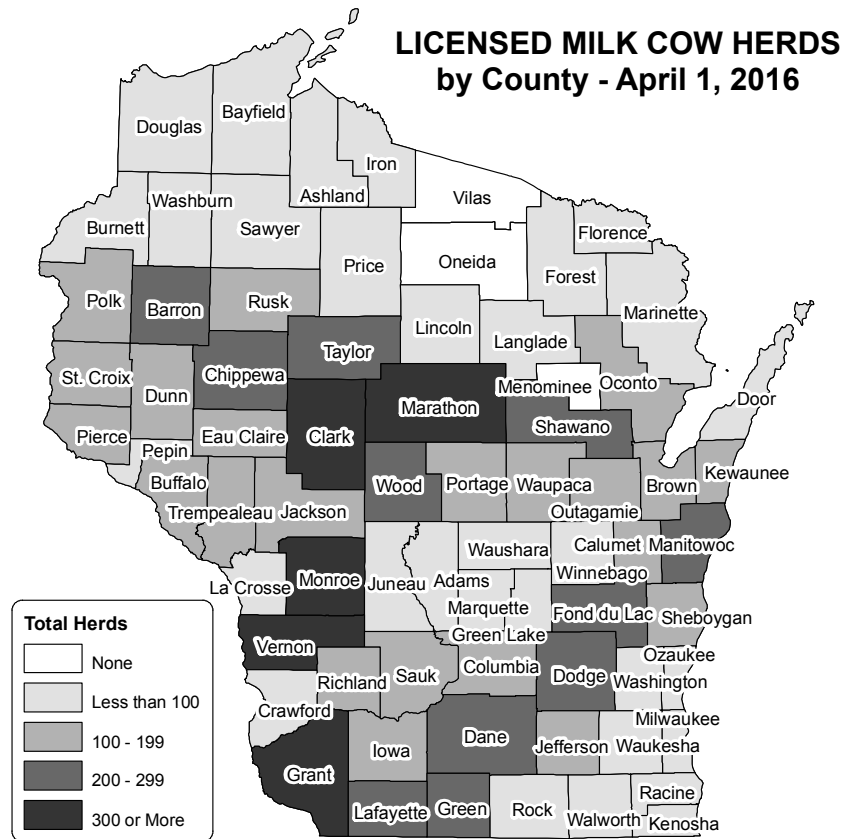 LICENSED MILK COW HERDS
by County - April 1, 2016
Douglas
Bayfield
Iron
Ashland
Vilas
Washburn
Burnett
Sawyer
Florence
Oneida
Price
Forest
Polk
Barron
Rusk
Marinette
Lincoln
Langlade
Taylor
St. Croix
Chippewa
Dunn
Menominee
Oconto
Door
Marathon
Pierce
Eau Claire
Clark
Shawano
Pepin
Buffalo
Wood
Portage
Waupaca
Brown
Kewaunee
Trempealeau
Jackson
Outagamie
Waushara
Calumet
Manitowoc
Winnebago
La Crosse
Monroe
Juneau
Adams
Marquette
Fond du Lac
Sheboygan
Green Lake
Vernon
Richland
Sauk
Columbia
Dodge
Ozaukee
Washington
Crawford
Milwaukee
Dane
Iowa
Jefferson
Waukesha
Grant
Lafayette
Green
Rock
Walworth
Racine
Kenosha
Total Herds
None
Less than 100
100 - 199
200 - 299
300 or More